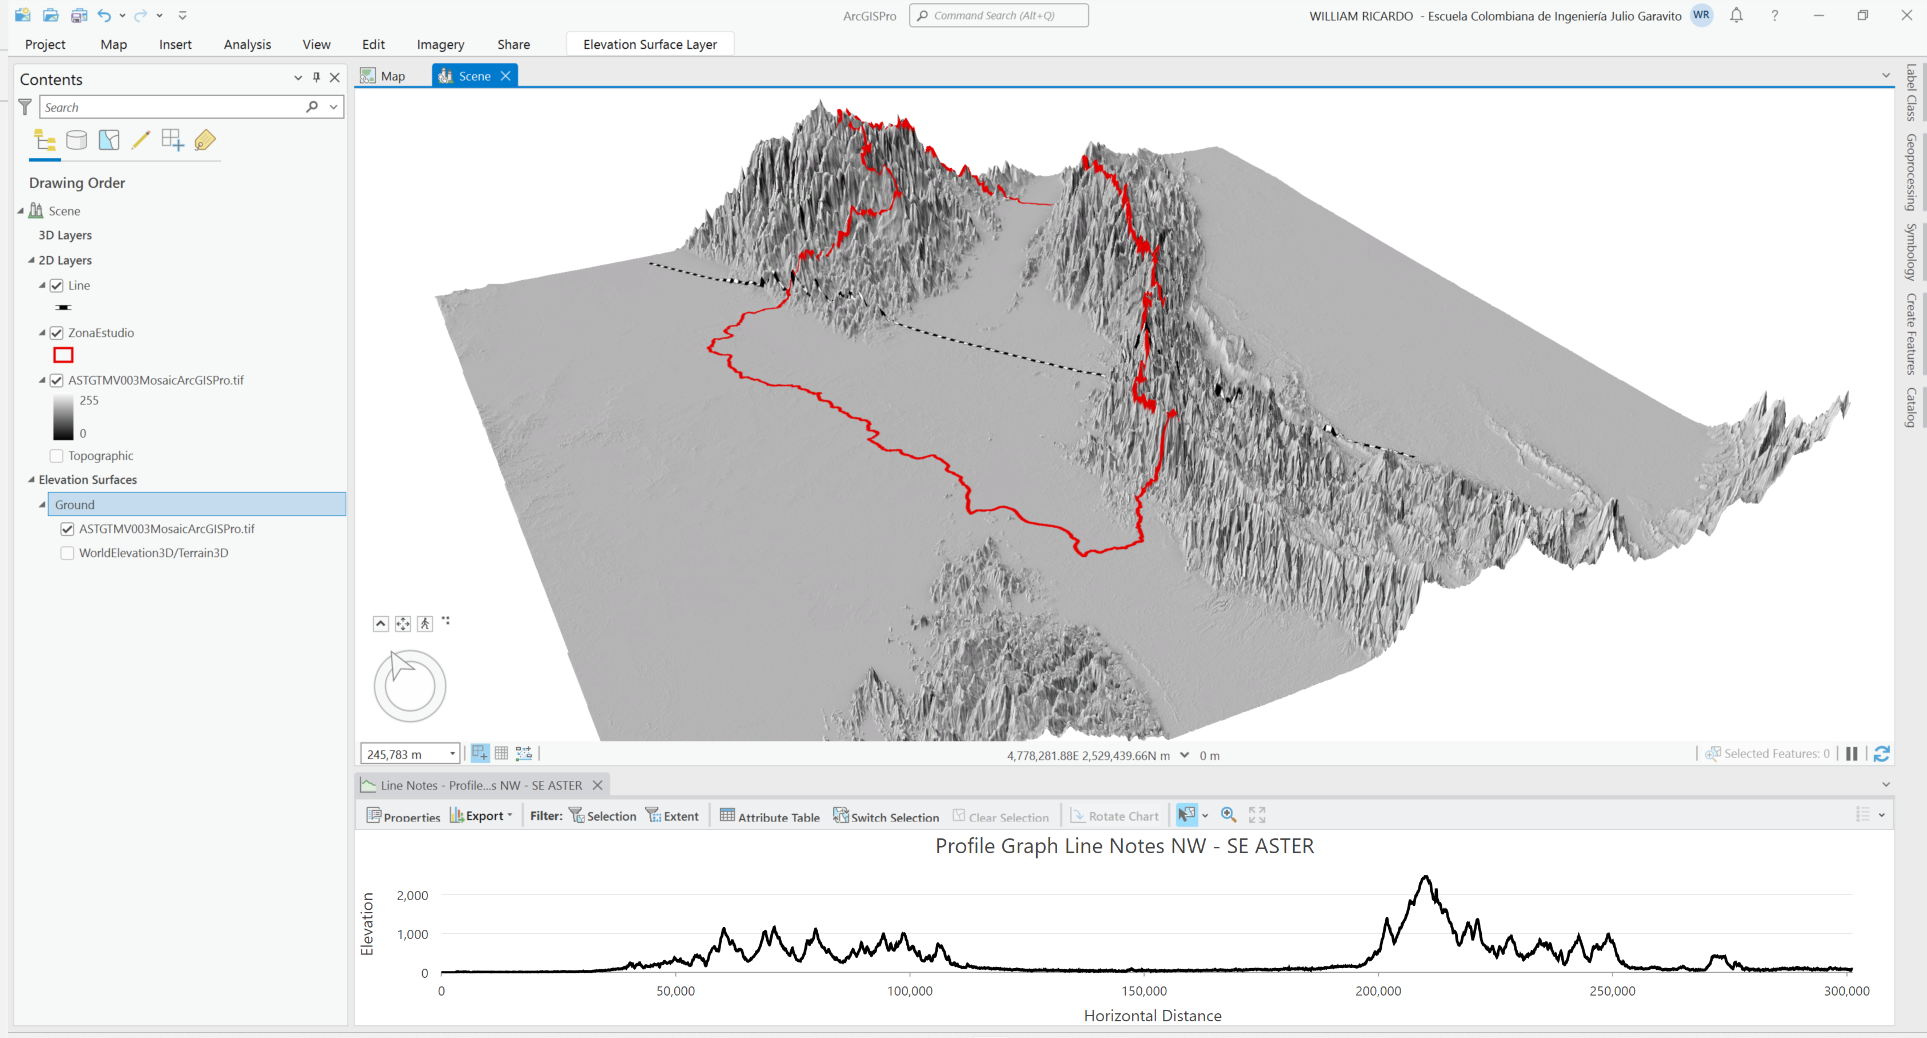 ArcGISPro
Command Search (Alt+Q)
WILLIAM RICARDO - Escuela Colombiana de Ingeniería Julio Garavito
WR
Project Map Insert Analysis View Edit Imagery Share Elevation Surface Layer
Contents
Search
Drawing Order
Scene
3D Layers
2D Layers
Line
ZonaEstudio
ASTGTMV003MosaicArcGISPro.tif
255
0
Topographic
Elevation Surfaces
Ground
ASTGTMV003MosaicArcGISPro.tif
WorldElevation3D/Terrain3D
Map
Scene
245,783 m
4,778,281.88E 2,529,439.66N m
0 m
Selected Features: 0
Label Class
Geoprocessing
Symbology
Create Features
Catalog
Line Notes - Profile...s NW - SE ASTER
Properties Export Filter: Selection Extent Attribute Table Switch Selection Clear Selection Rotate Chart
Profile Graph Line Notes NW - SE ASTER
Elevation
2,000
1,000
0
0 50,000 100,000 150,000 200,000 250,000 300,000
Horizontal Distance